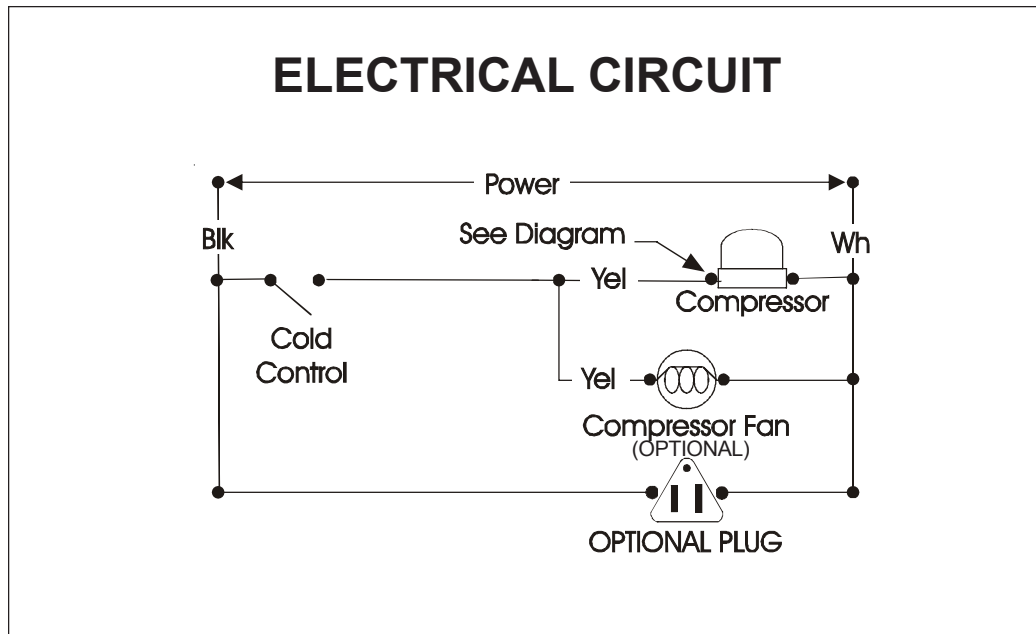 ELECTRICAL CIRCUIT
Power
Blk
See Diagram
Wh
Yel
Compressor
Cold
Control
Yel
Compressor Fan
(OPTIONAL)
OPTIONAL PLUG